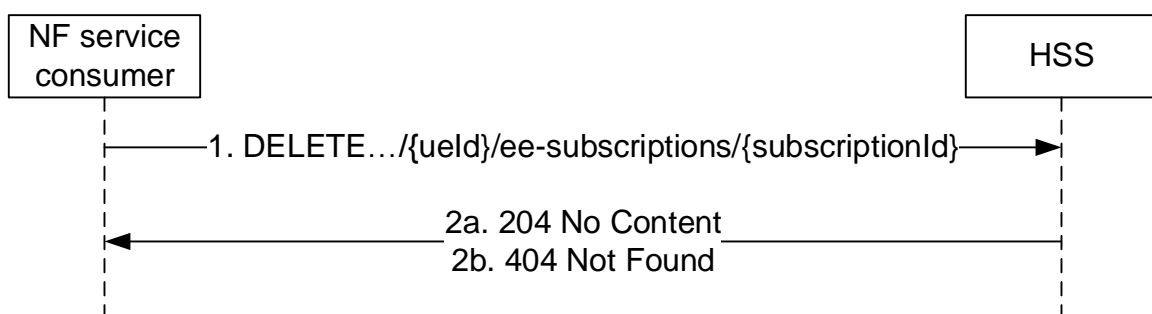 NF service
consumer
HSS
1. DELETE…/{ueId}/ee-subscriptions/{subscriptionId}
2a. 204 No Content
2b. 404 Not Found